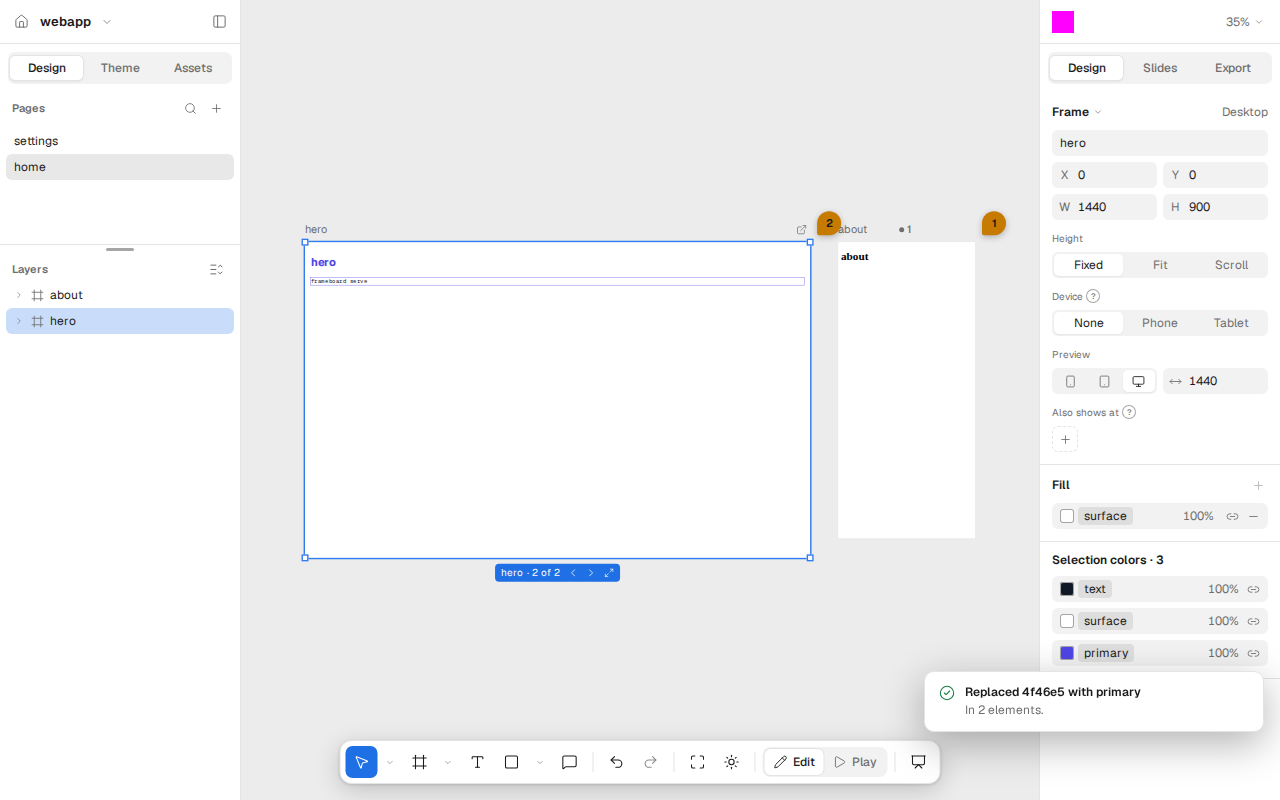 webapp
Design
Theme
Assets
Pages
settings
home
Layers
about
hero
hero
2
about
1
1
hero
frameboard serve
about
hero · 2 of 2
Edit
Play
35%
Design
Slides
Export
Frame
Desktop
hero
X 0
Y 0
W 1440
H 900
Height
Fixed
Fit
Scroll
Device ?
None
Phone
Tablet
Preview
1440
Also shows at ?
Fill
surface 100%
Selection colors · 3
text 100%
surface 100%
primary 100%
Replaced 4f46e5 with primary
In 2 elements.